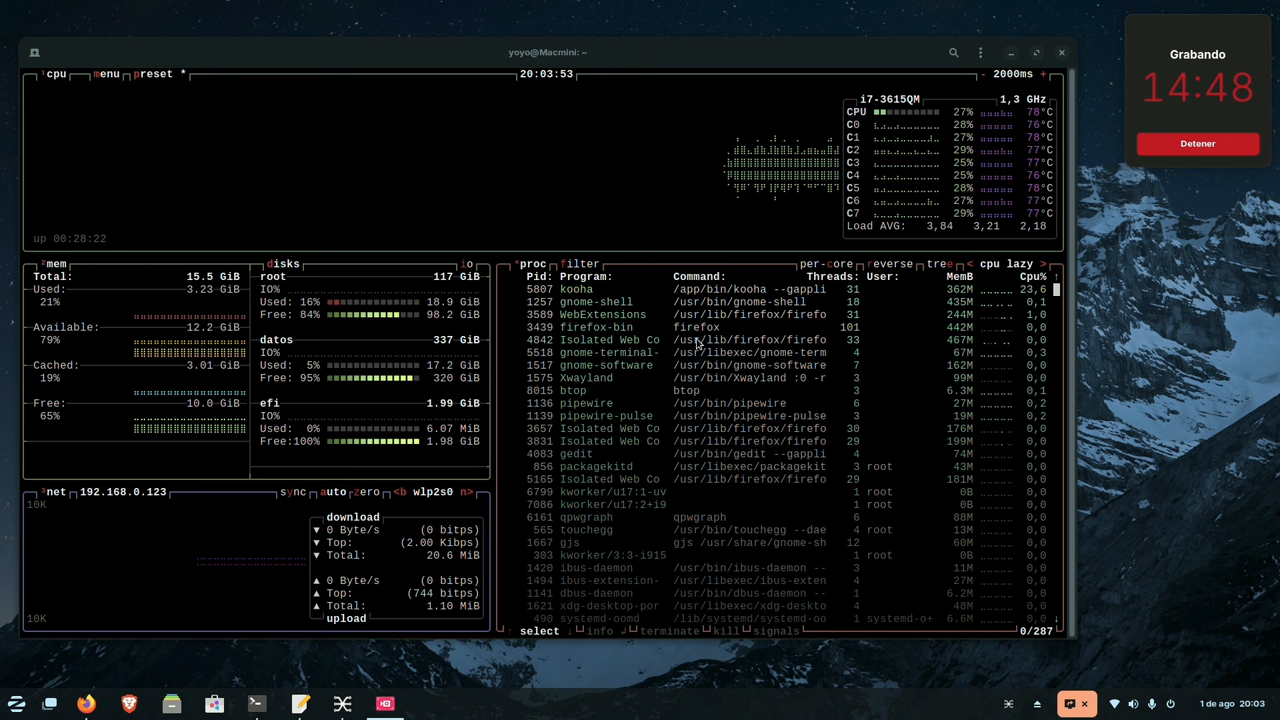 yoyo@Macmini: ~
Grabando
14:48
Detener
¹cpu menu preset * 20:03:53 - 2000ms +
i7-3615QM 1,3 GHz
CPU 27% 78°C
C0 28% 76°C
C1 27% 78°C
C2 29% 77°C
C3 25% 77°C
C4 25% 76°C
C5 28% 78°C
C6 27% 77°C
C7 29% 77°C
Load AVG: 3,84 3,21 2,18
up 00:28:22
²mem
Total: 15.5 GiB
Used: 3.23 GiB
21%
Available: 12.2 GiB
79%
Cached: 3.01 GiB
19%
Free: 10.0 GiB
65%
disks io
root 117 GiB
IO%
Used: 16% 18.9 GiB
Free: 84% 98.2 GiB
datos 337 GiB
IO%
Used: 5% 17.2 GiB
Free: 95% 320 GiB
efi 1.99 GiB
IO%
Used: 0% 6.07 MiB
Free:100% 1.98 GiB
³net 192.168.0.123 sync auto zero <b wlp2s0 n>
10K
download
▼ 0 Byte/s (0 bitps)
▼ Top: (2.00 Kibps)
▼ Total: 20.6 MiB
▲ 0 Byte/s (0 bitps)
▲ Top: (744 bitps)
▲ Total: 1.10 MiB
upload
10K
⁴proc filter per-core reverse tree < cpu lazy >
Pid: Program: Command: Threads: User: MemB Cpu% ↑
5807 kooha /app/bin/kooha --gappli 31 362M 23,6
1257 gnome-shell /usr/bin/gnome-shell 18 435M 0,1
3589 WebExtensions /usr/lib/firefox/firefo 31 244M 1,0
3439 firefox-bin firefox 101 442M 0,0
4842 Isolated Web Co /usr/lib/firefox/firefo 33 467M 0,0
5518 gnome-terminal- /usr/libexec/gnome-term 4 67M 0,3
1517 gnome-software /usr/bin/gnome-software 7 162M 0,0
1575 Xwayland /usr/bin/Xwayland :0 -r 3 99M 0,0
8015 btop btop 3 6.3M 0,1
1136 pipewire /usr/bin/pipewire 6 27M 0,2
1139 pipewire-pulse /usr/bin/pipewire-pulse 3 19M 0,2
3657 Isolated Web Co /usr/lib/firefox/firefo 30 176M 0,0
3831 Isolated Web Co /usr/lib/firefox/firefo 29 199M 0,0
4083 gedit /usr/bin/gedit --gappli 4 74M 0,0
856 packagekitd /usr/libexec/packagekit 3 root 43M 0,0
5165 Isolated Web Co /usr/lib/firefox/firefo 29 181M 0,0
6799 kworker/u17:1-uv 1 root 0B 0,0
7086 kworker/u17:2+i9 1 root 0B 0,0
6161 qpwgraph qpwgraph 6 88M 0,0
565 touchegg /usr/bin/touchegg --dae 4 root 13M 0,0
1667 gjs gjs /usr/share/gnome-sh 12 60M 0,0
303 kworker/3:3-i915 1 root 0B 0,0
1420 ibus-daemon /usr/bin/ibus-daemon -- 3 11M 0,0
1494 ibus-extension- /usr/libexec/ibus-exten 4 27M 0,0
1141 dbus-daemon /usr/bin/dbus-daemon -- 1 6.2M 0,0
1621 xdg-desktop-por /usr/libexec/xdg-deskto 4 48M 0,0
490 systemd-oomd /lib/systemd/systemd-oo 1 systemd-o+ 6.6M 0,0 ↓
↑ select ↓ info ↲ terminate kill signals 0/287
1 de ago 20:03